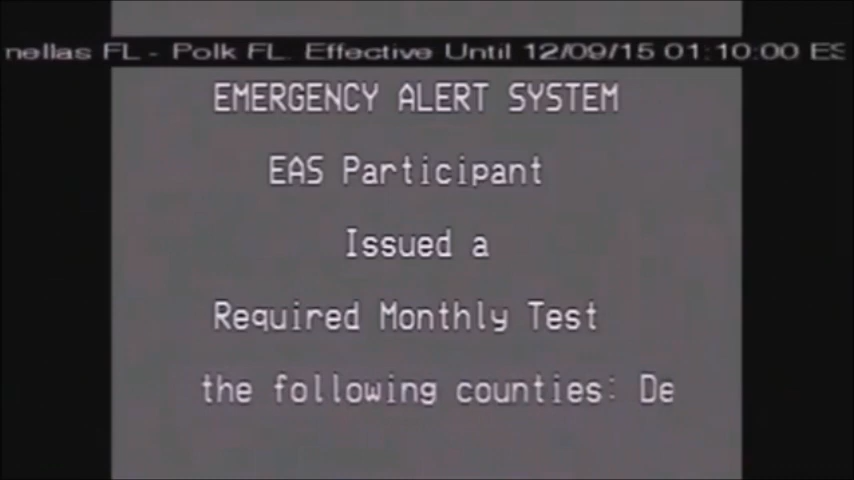 nellas FL - Polk FL. Effective Until 12/09/15 01:10:00 ES
EMERGENCY ALERT SYSTEM
EAS Participant
Issued a
Required Monthly Test
the following counties: De